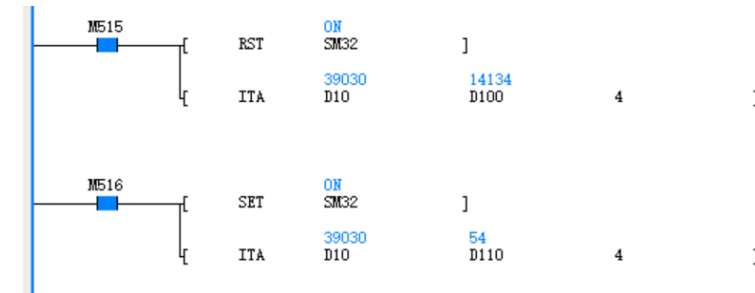 M515 ON
[ RST SM32 ]
39030 14134
[ ITA D10 D100 4 ]
M516 ON
[ SET SM32 ]
39030 54
[ ITA D10 D110 4 ]